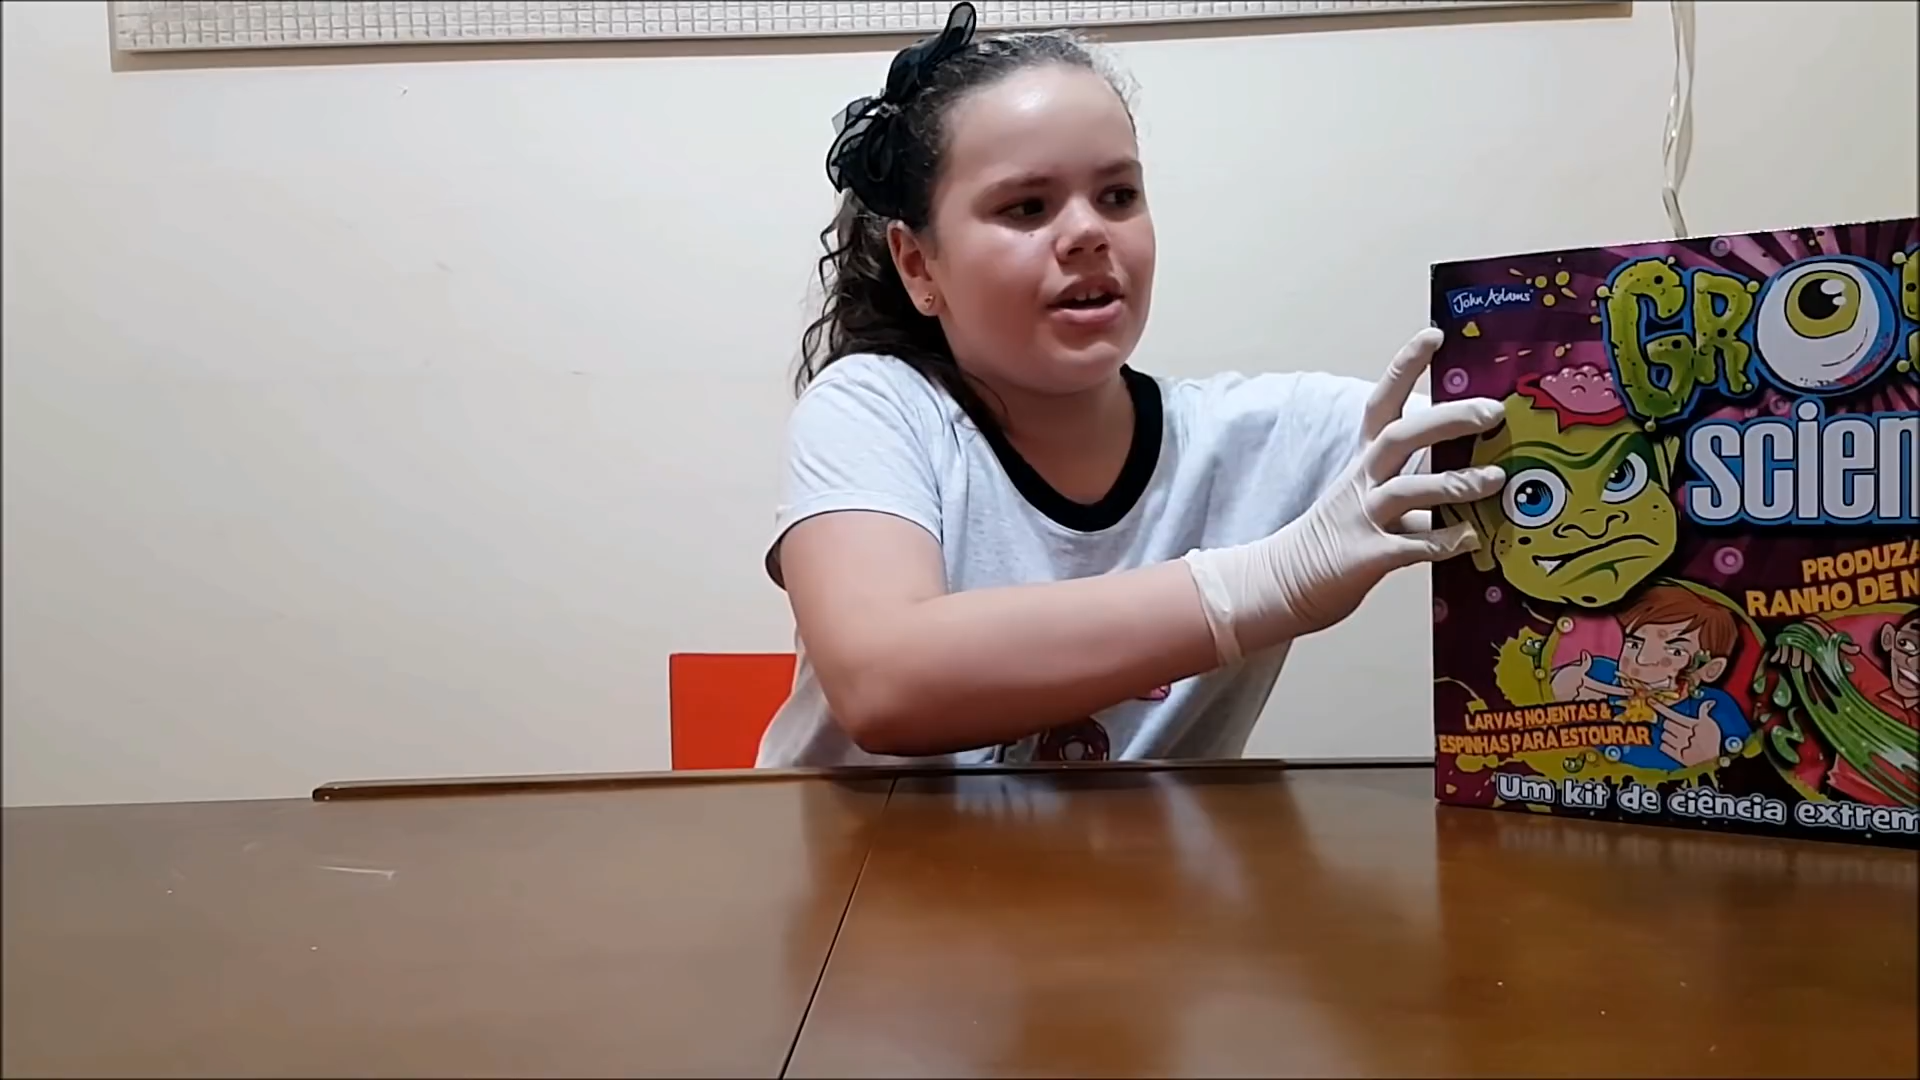 John Adams
GRO
scien
PRODUZA
RANHO DE N
LARVAS NOJENTAS &
ESPINHAS PARA ESTOURAR
Um kit de ciência extrem